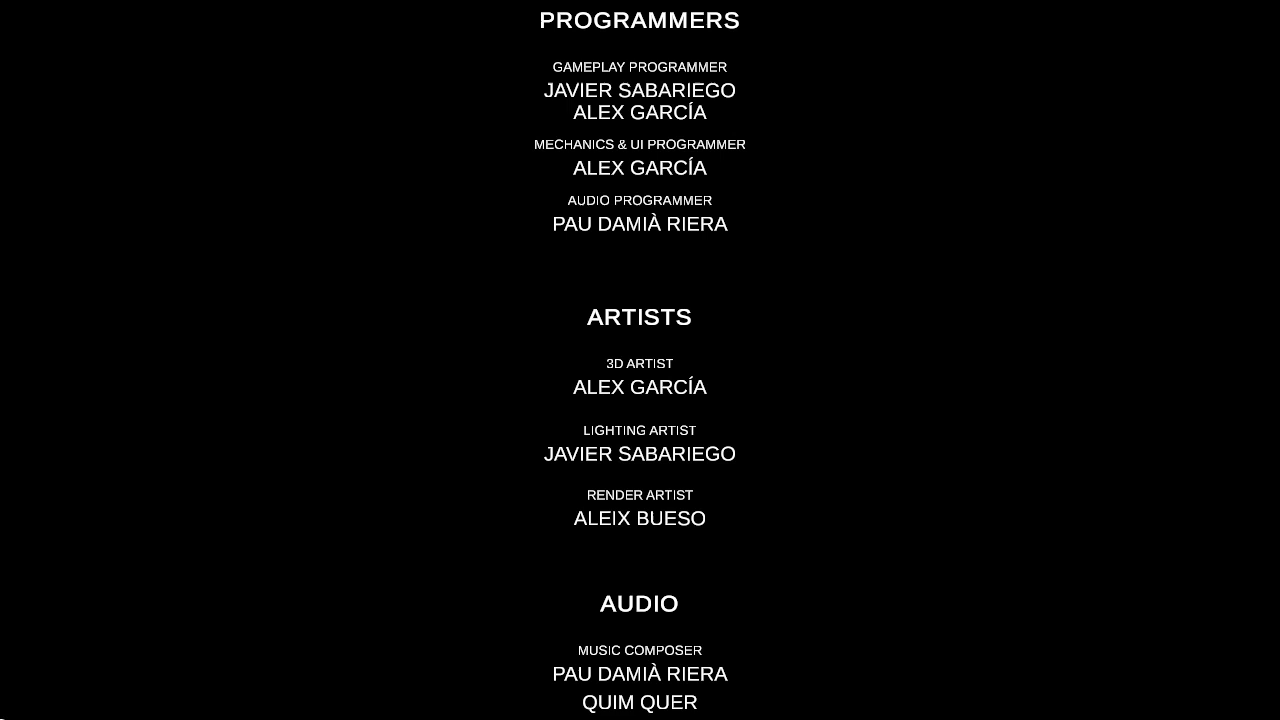 PROGRAMMERS
GAMEPLAY PROGRAMMER
JAVIER SABARIEGO
ALEX GARCÍA
MECHANICS & UI PROGRAMMER
ALEX GARCÍA
AUDIO PROGRAMMER
PAU DAMIÀ RIERA
ARTISTS
3D ARTIST
ALEX GARCÍA
LIGHTING ARTIST
JAVIER SABARIEGO
RENDER ARTIST
ALEIX BUESO
AUDIO
MUSIC COMPOSER
PAU DAMIÀ RIERA
QUIM QUER